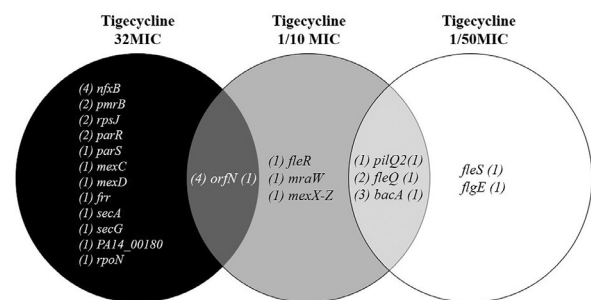 Tigecycline
32MIC
Tigecycline
1/10 MIC
Tigecycline
1/50MIC
(4) nfxB
(2) pmrB
(2) rpsJ
(2) parR
(1) parS
(1) mexC
(1) mexD
(1) frr
(1) secA
(1) secG
(1) PA14_00180
(1) rpoN
(4) orfN (1)
(1) fleR
(1) mraW
(1) mexX-Z
(1) pilQ2(1)
(2) fleQ (1)
(3) bacA (1)
fleS (1)
flgE (1)